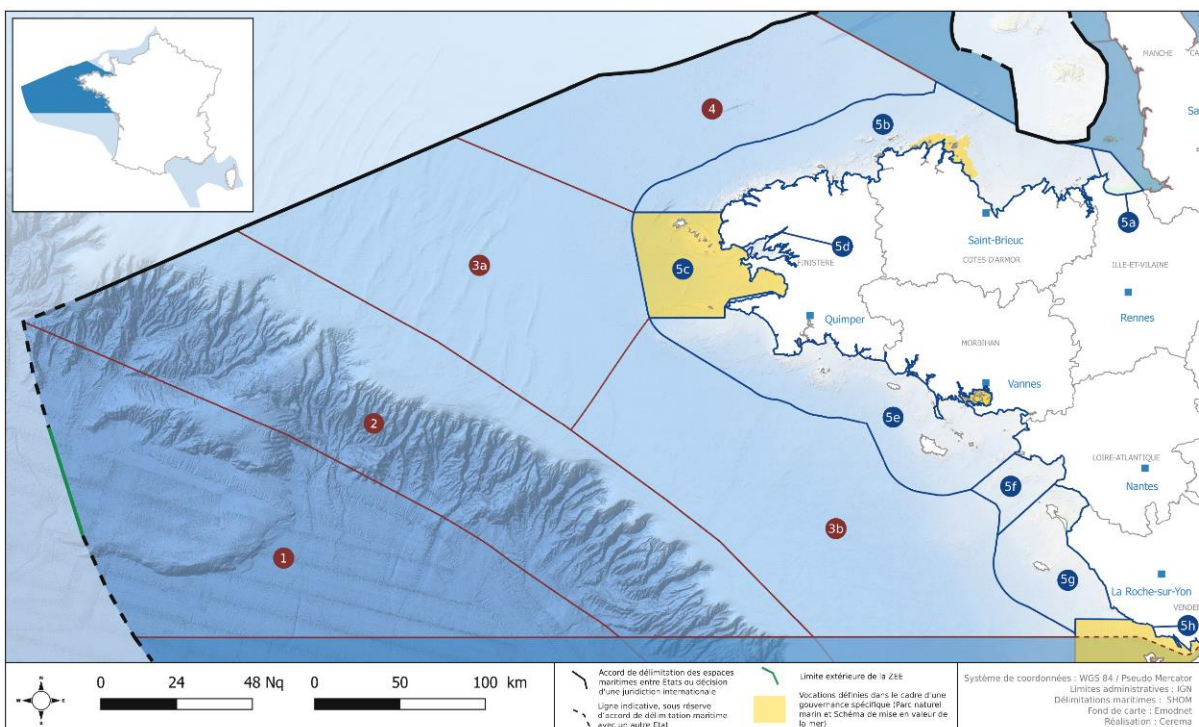 MANCHE
4
5b
5a
Saint-Brieuc
CÔTES D'ARMOR
3a
5c
5d
FINISTÈRE
ILLE-ET-VILAINE
Rennes
Quimper
MORBIHAN
Vannes
2
5e
LOIRE-ATLANTIQUE
Nantes
5f
3b
1
5g
La Roche-sur-Yon
5h
0 24 48 Nq
0 50 100 km
Accord de délimitation des espaces
maritimes entre Etats ou décision
d'une juridiction internationale
Ligne indicative, sous réserve
d'accord de délimitation maritime
avec un autre Etat
Limite extérieure de la ZEE
Vocations définies dans le cadre d'une
gouvernance spécifique (Parc naturel
marin et Schéma de mise en valeur de
la mer)
Système de coordonnées : WGS 84 / Pseudo Mercator
Limites administratives : IGN
Délimitations maritimes : SHOM
Fond de carte : Emodnet
Réalisation : Cerema